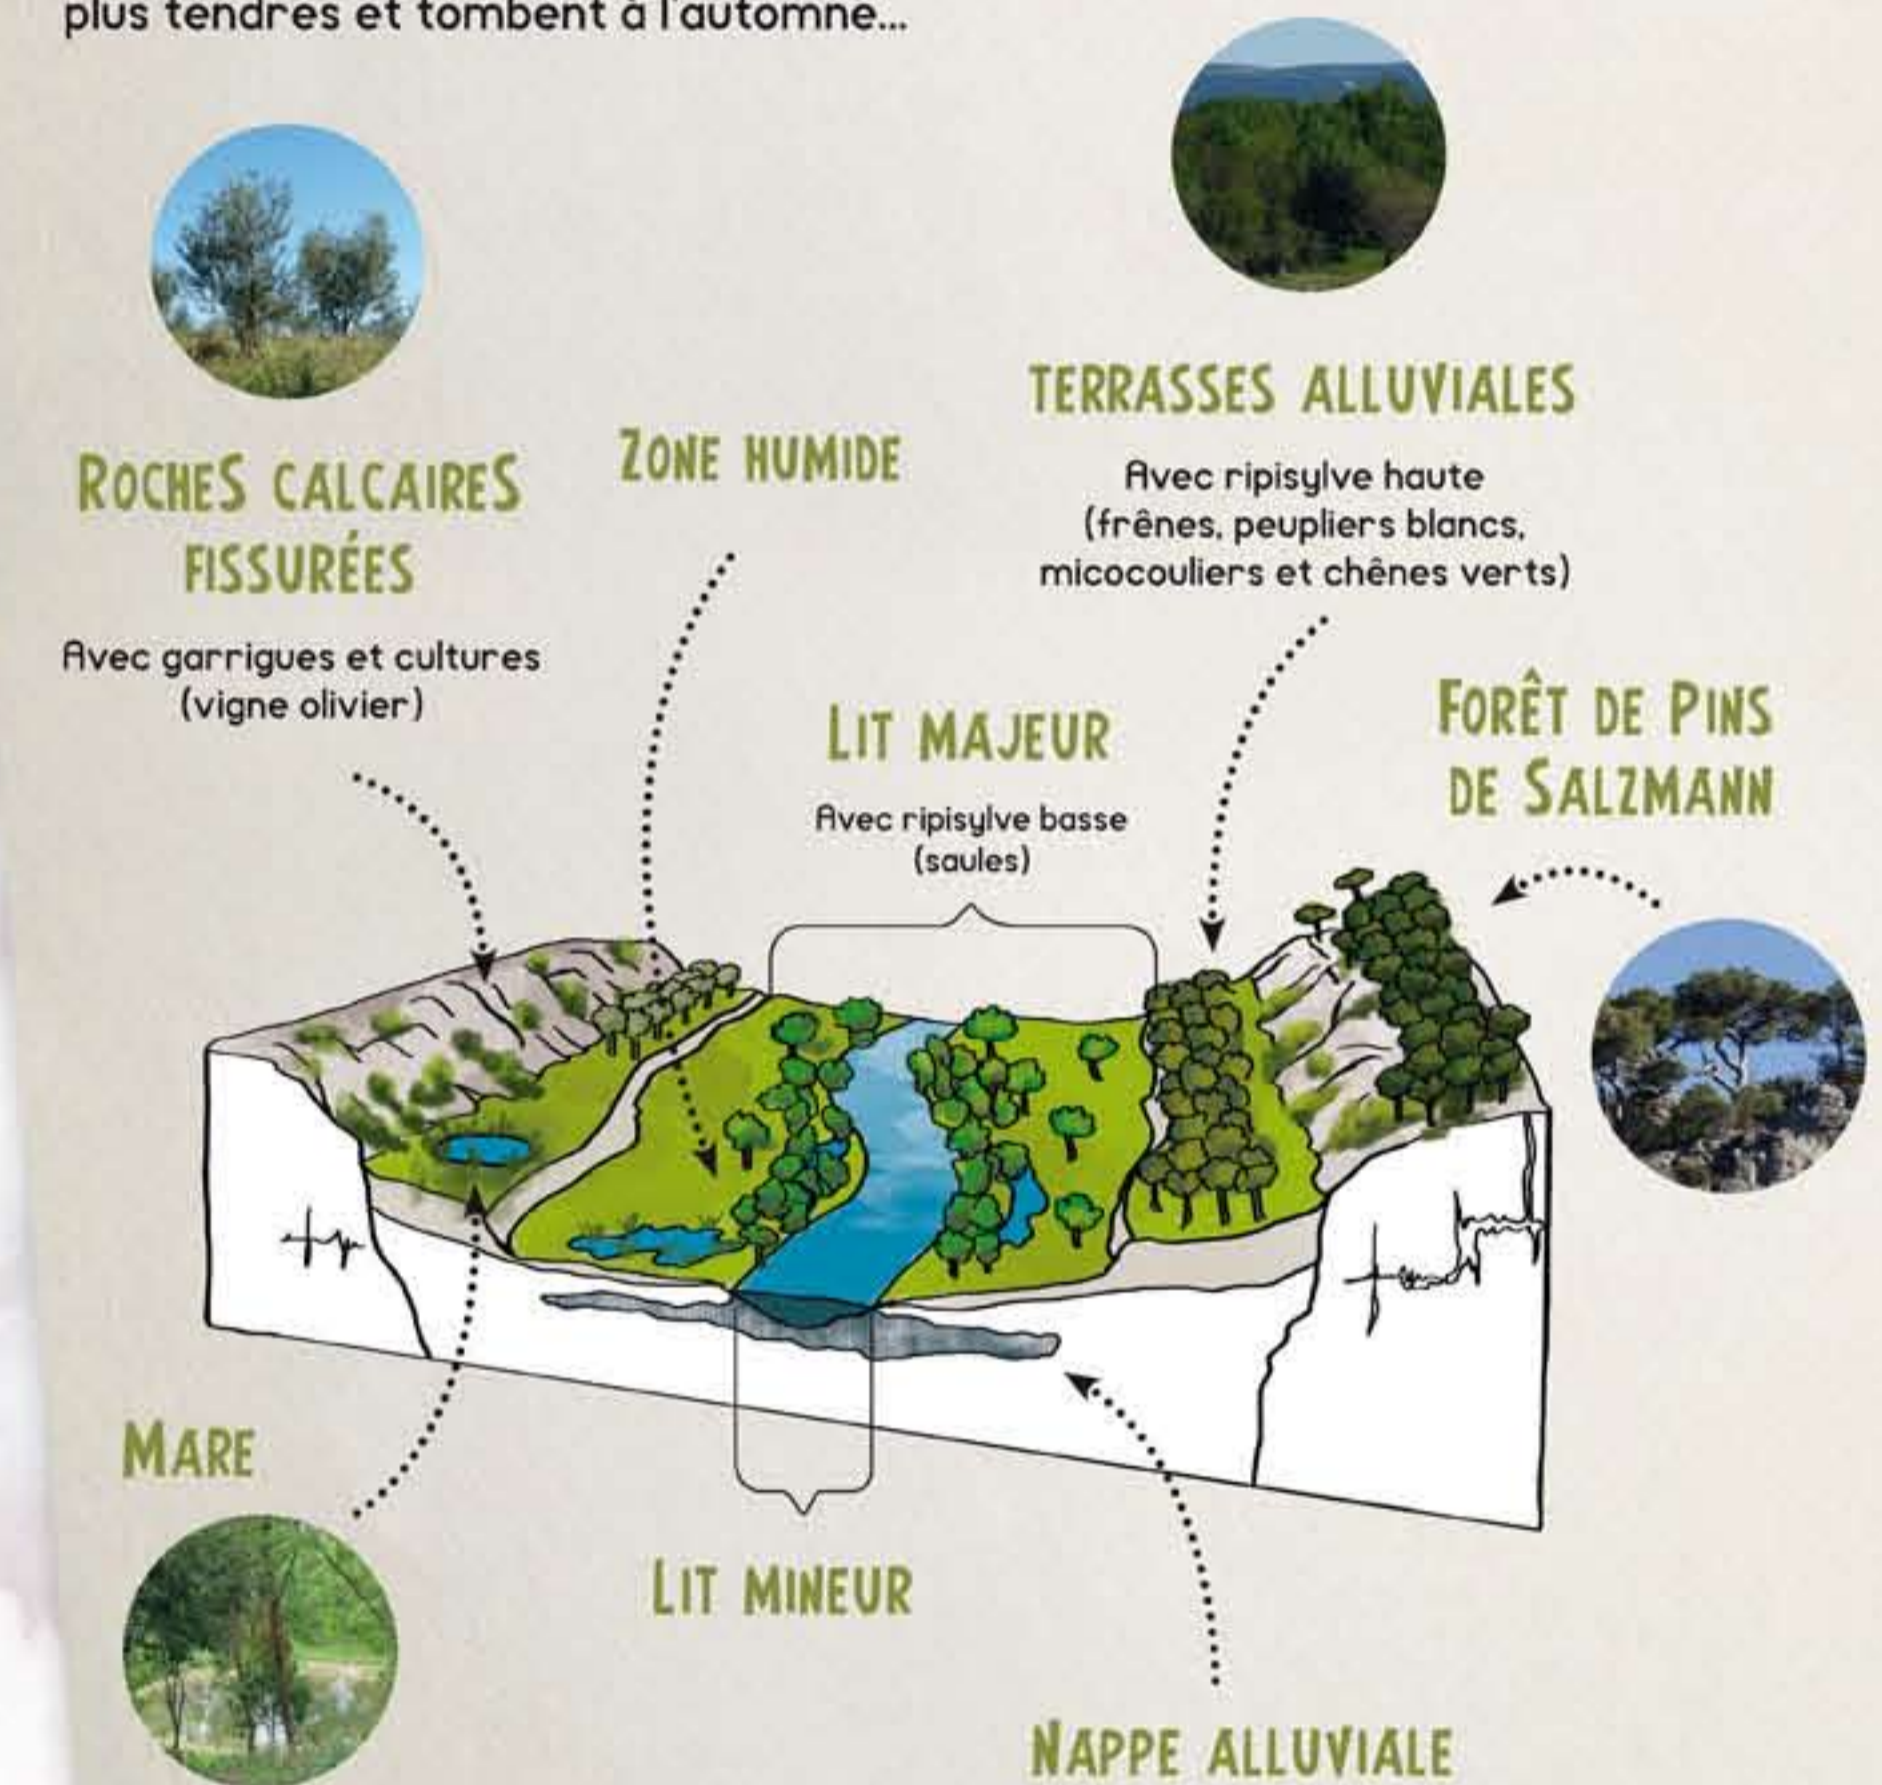 plus tendres et tombent à l'automne...
TERRASSES ALLUVIALES
Avec ripisylve haute
(frênes, peupliers blancs,
micocouliers et chênes verts)
ROCHES CALCAIRES
FISSURÉES
Avec garrigues et cultures
(vigne olivier)
ZONE HUMIDE
LIT MAJEUR
Avec ripisylve basse
(saules)
FORÊT DE PINS
DE SALZMANN
MARE
LIT MINEUR
NAPPE ALLUVIALE